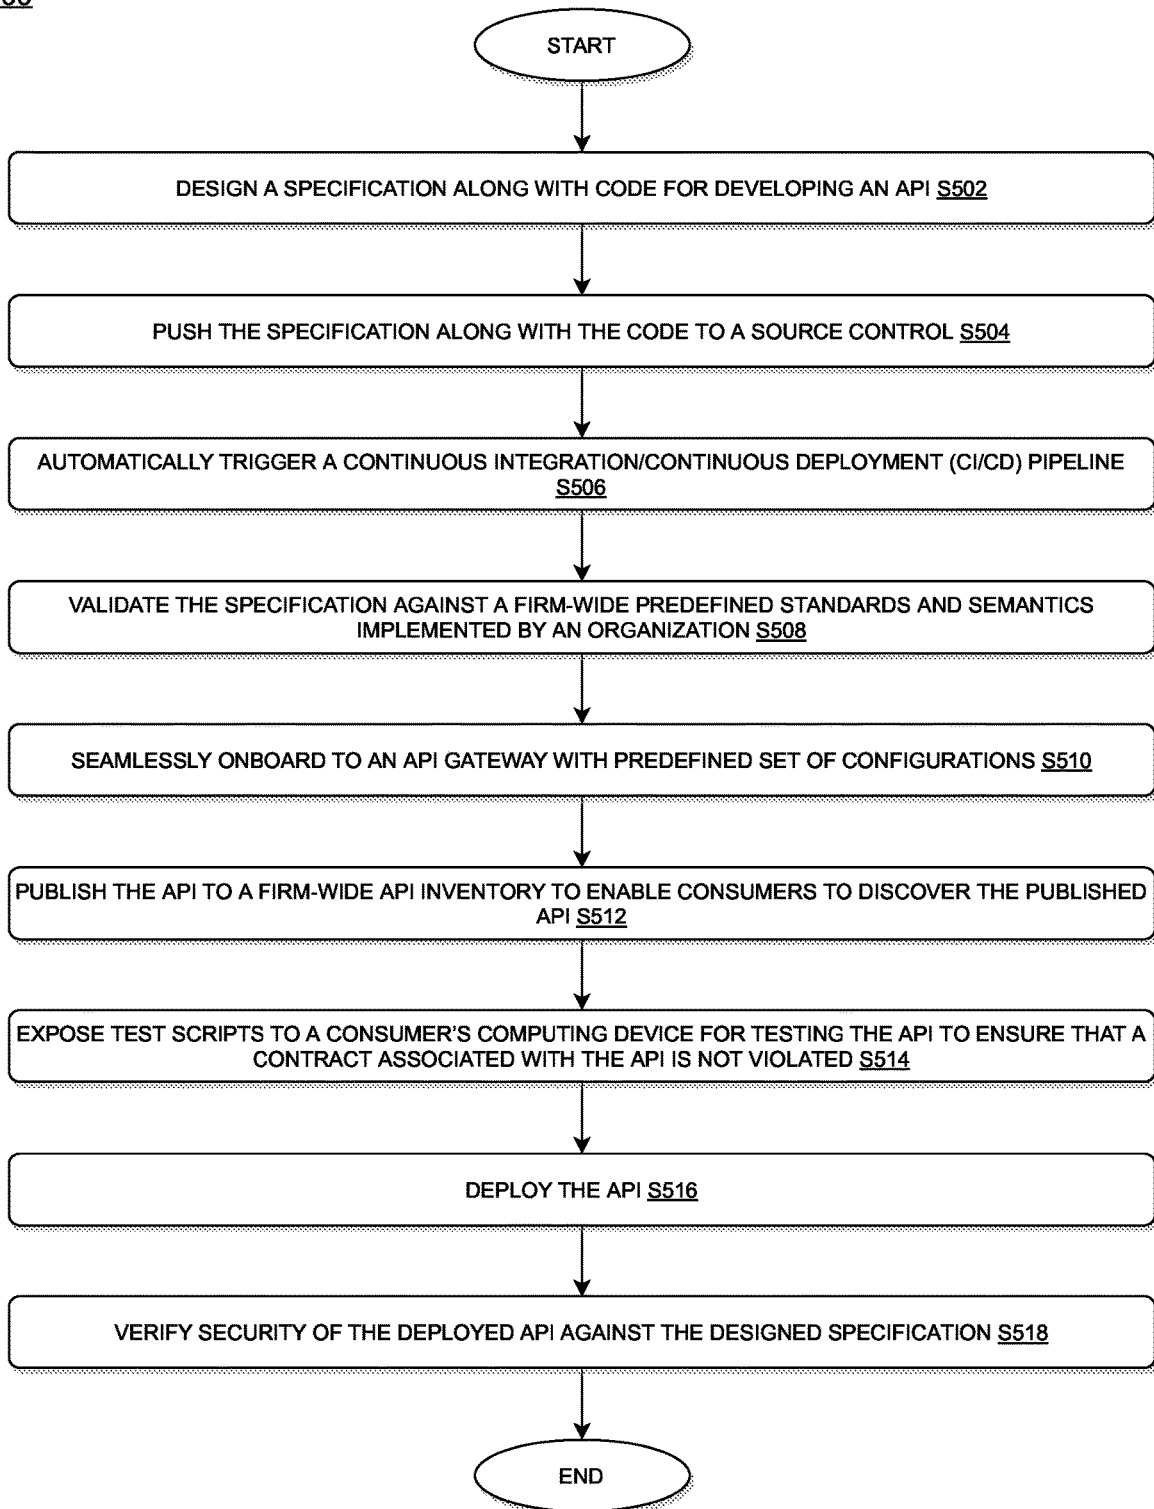 START
DESIGN A SPECIFICATION ALONG WITH CODE FOR DEVELOPING AN API S502
PUSH THE SPECIFICATION ALONG WITH THE CODE TO A SOURCE CONTROL S504
AUTOMATICALLY TRIGGER A CONTINUOUS INTEGRATION/CONTINUOUS DEPLOYMENT (CI/CD) PIPELINE
S506
VALIDATE THE SPECIFICATION AGAINST A FIRM-WIDE PREDEFINED STANDARDS AND SEMANTICS
IMPLEMENTED BY AN ORGANIZATION S508
SEAMLESSLY ONBOARD TO AN API GATEWAY WITH PREDEFINED SET OF CONFIGURATIONS S510
PUBLISH THE API TO A FIRM-WIDE API INVENTORY TO ENABLE CONSUMERS TO DISCOVER THE PUBLISHED
API S512
EXPOSE TEST SCRIPTS TO A CONSUMER'S COMPUTING DEVICE FOR TESTING THE API TO ENSURE THAT A
CONTRACT ASSOCIATED WITH THE API IS NOT VIOLATED S514
DEPLOY THE API S516
VERIFY SECURITY OF THE DEPLOYED API AGAINST THE DESIGNED SPECIFICATION S518
END